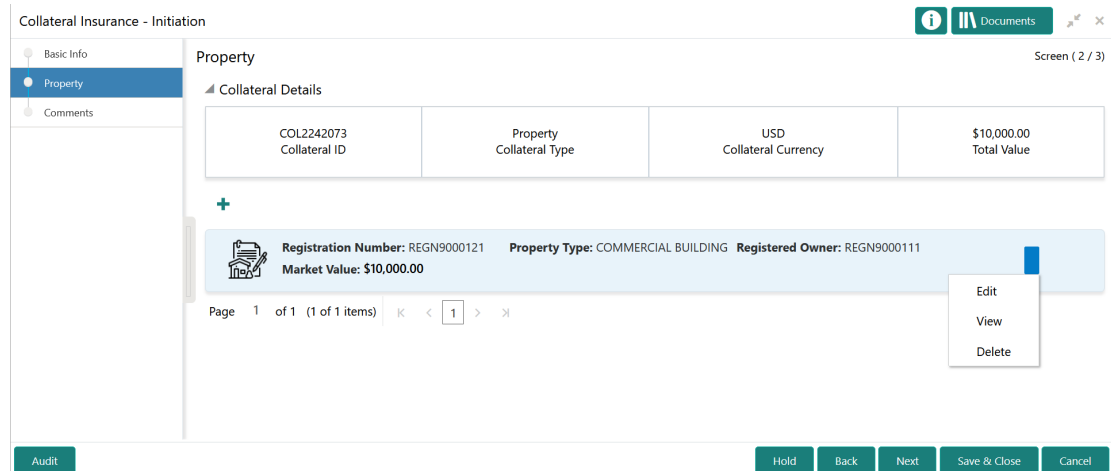 Collateral Insurance - Initiation
Documents
Basic Info
Property
Comments
Property
Screen ( 2 / 3)
Collateral Details
COL2242073
Collateral ID
Property
Collateral Type
USD
Collateral Currency
$10,000.00
Total Value
Registration Number: REGN9000121 Property Type: COMMERCIAL BUILDING Registered Owner: REGN9000111
Market Value: $10,000.00
Edit
View
Delete
Page 1 of 1 (1 of 1 items) 1
Audit
Hold
Back
Next
Save & Close
Cancel